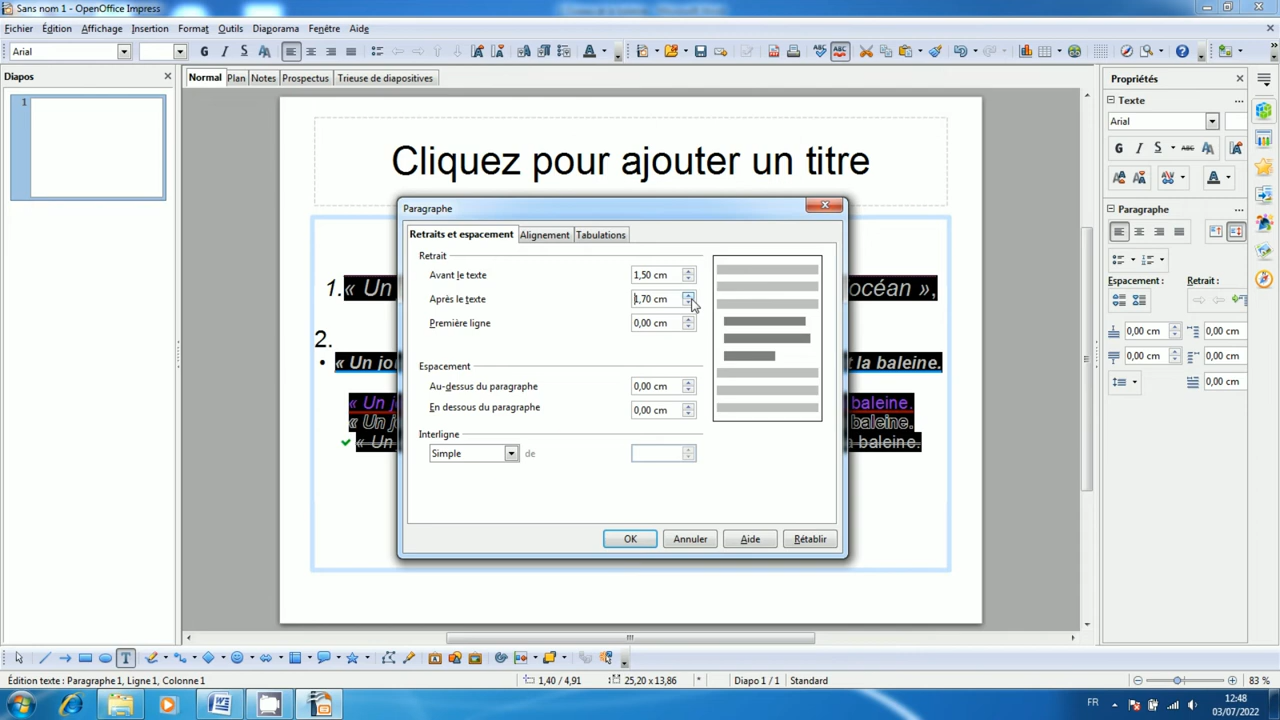 Sans nom 1 - OpenOffice Impress
Fichier Édition Affichage Insertion Format Outils Diaporama Fenêtre Aide
Arial
Diapos
Normal Plan Notes Prospectus Trieuse de diapositives
Propriétés
1
Texte
Arial
Cliquez pour ajouter un titre
Paragraphe
Retraits et espacement Alignement Tabulations
Retrait
Avant le texte 1,50 cm
Après le texte 1,70 cm
Première ligne 0,00 cm
Espacement
Au-dessus du paragraphe 0,00 cm
En dessous du paragraphe 0,00 cm
Interligne
Simple de
OK Annuler Aide Rétablir
1. « Un océan »,
2.
• « Un jou t la baleine.
« Un j baleine.
« Un jo baleine.
« Un a baleine.
Paragraphe
Espacement : Retrait :
0,00 cm 0,00 cm
0,00 cm 0,00 cm
0,00 cm
Édition texte : Paragraphe 1, Ligne 1, Colonne 1 1,40 / 4,91 25,20 x 13,86 * Diapo 1 / 1 Standard 83 %
FR 12:48
03/07/2022